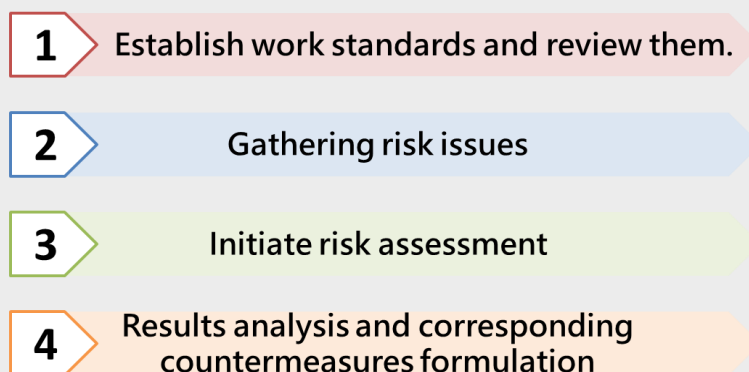 1 Establish work standards and review them.
2 Gathering risk issues
3 Initiate risk assessment
4 Results analysis and corresponding
countermeasures formulation